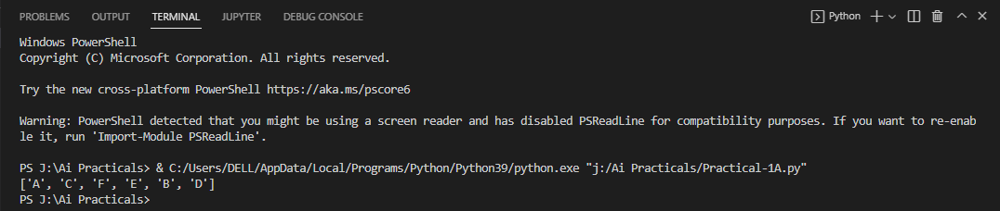 PROBLEMS OUTPUT TERMINAL JUPYTER DEBUG CONSOLE Python
Windows PowerShell
Copyright (C) Microsoft Corporation. All rights reserved.
Try the new cross-platform PowerShell https://aka.ms/pscore6
Warning: PowerShell detected that you might be using a screen reader and has disabled PSReadLine for compatibility purposes. If you want to re-enab
le it, run 'Import-Module PSReadLine'.
PS J:\Ai Practicals> & C:/Users/DELL/AppData/Local/Programs/Python/Python39/python.exe "j:/Ai Practicals/Practical-1A.py"
['A', 'C', 'F', 'E', 'B', 'D']
PS J:\Ai Practicals>